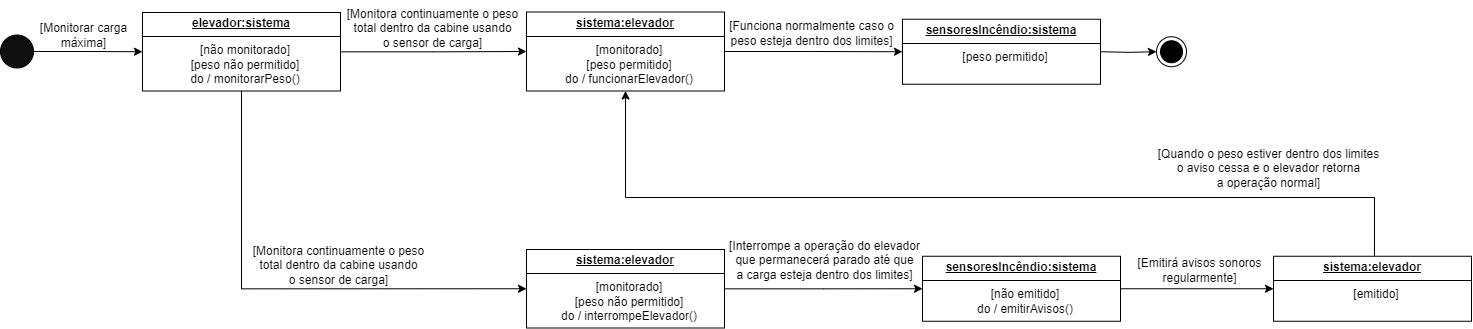 [Monitorar carga
máxima]
elevador:sistema
[não monitorado]
[peso não permitido]
do / monitorarPeso()
[Monitora continuamente o peso
total dentro da cabine usando
o sensor de carga]
sistema:elevador
[monitorado]
[peso permitido]
do / funcionarElevador()
[Funciona normalmente caso o
peso esteja dentro dos limites]
sensoresIncêndio:sistema
[peso permitido]
[Quando o peso estiver dentro dos limites
o aviso cessa e o elevador retorna
a operação normal]
[Monitora continuamente o peso
total dentro da cabine usando
o sensor de carga]
sistema:elevador
[monitorado]
[peso não permitido]
do / interrompeElevador()
[Interrompe a operação do elevador
que permanecerá parado até que
a carga esteja dentro dos limites]
sensoresIncêndio:sistema
[não emitido]
do / emitirAvisos()
[Emitirá avisos sonoros
regularmente]
sistema:elevador
[emitido]